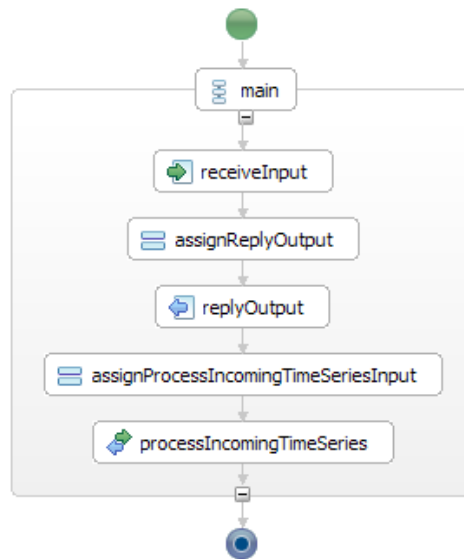 main
receiveInput
assignReplyOutput
replyOutput
assignProcessIncomingTimeSeriesInput
processIncomingTimeSeries